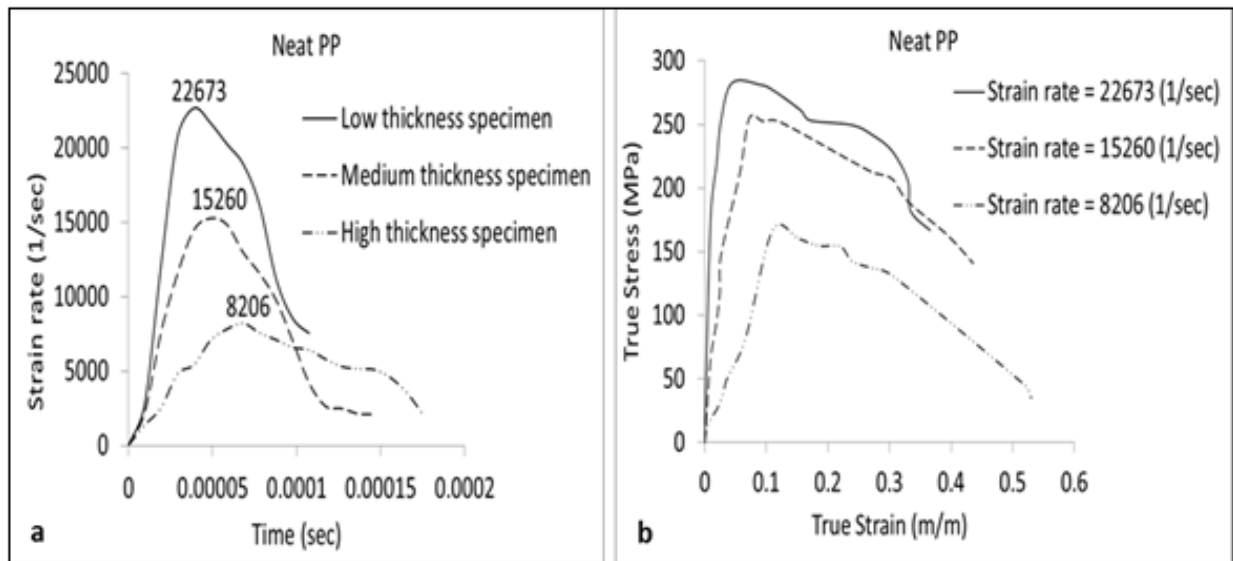 Neat PP
25000
20000
15000
10000
5000
0
Strain rate (1/sec)
22673
15260
8206
Low thickness specimen
Medium thickness specimen
High thickness specimen
0 0.00005 0.0001 0.00015 0.0002
Time (sec)
a
Neat PP
300
250
200
150
100
50
0
True Stress (MPa)
Strain rate = 22673 (1/sec)
Strain rate = 15260 (1/sec)
Strain rate = 8206 (1/sec)
0 0.1 0.2 0.3 0.4 0.5 0.6
True Strain (m/m)
b